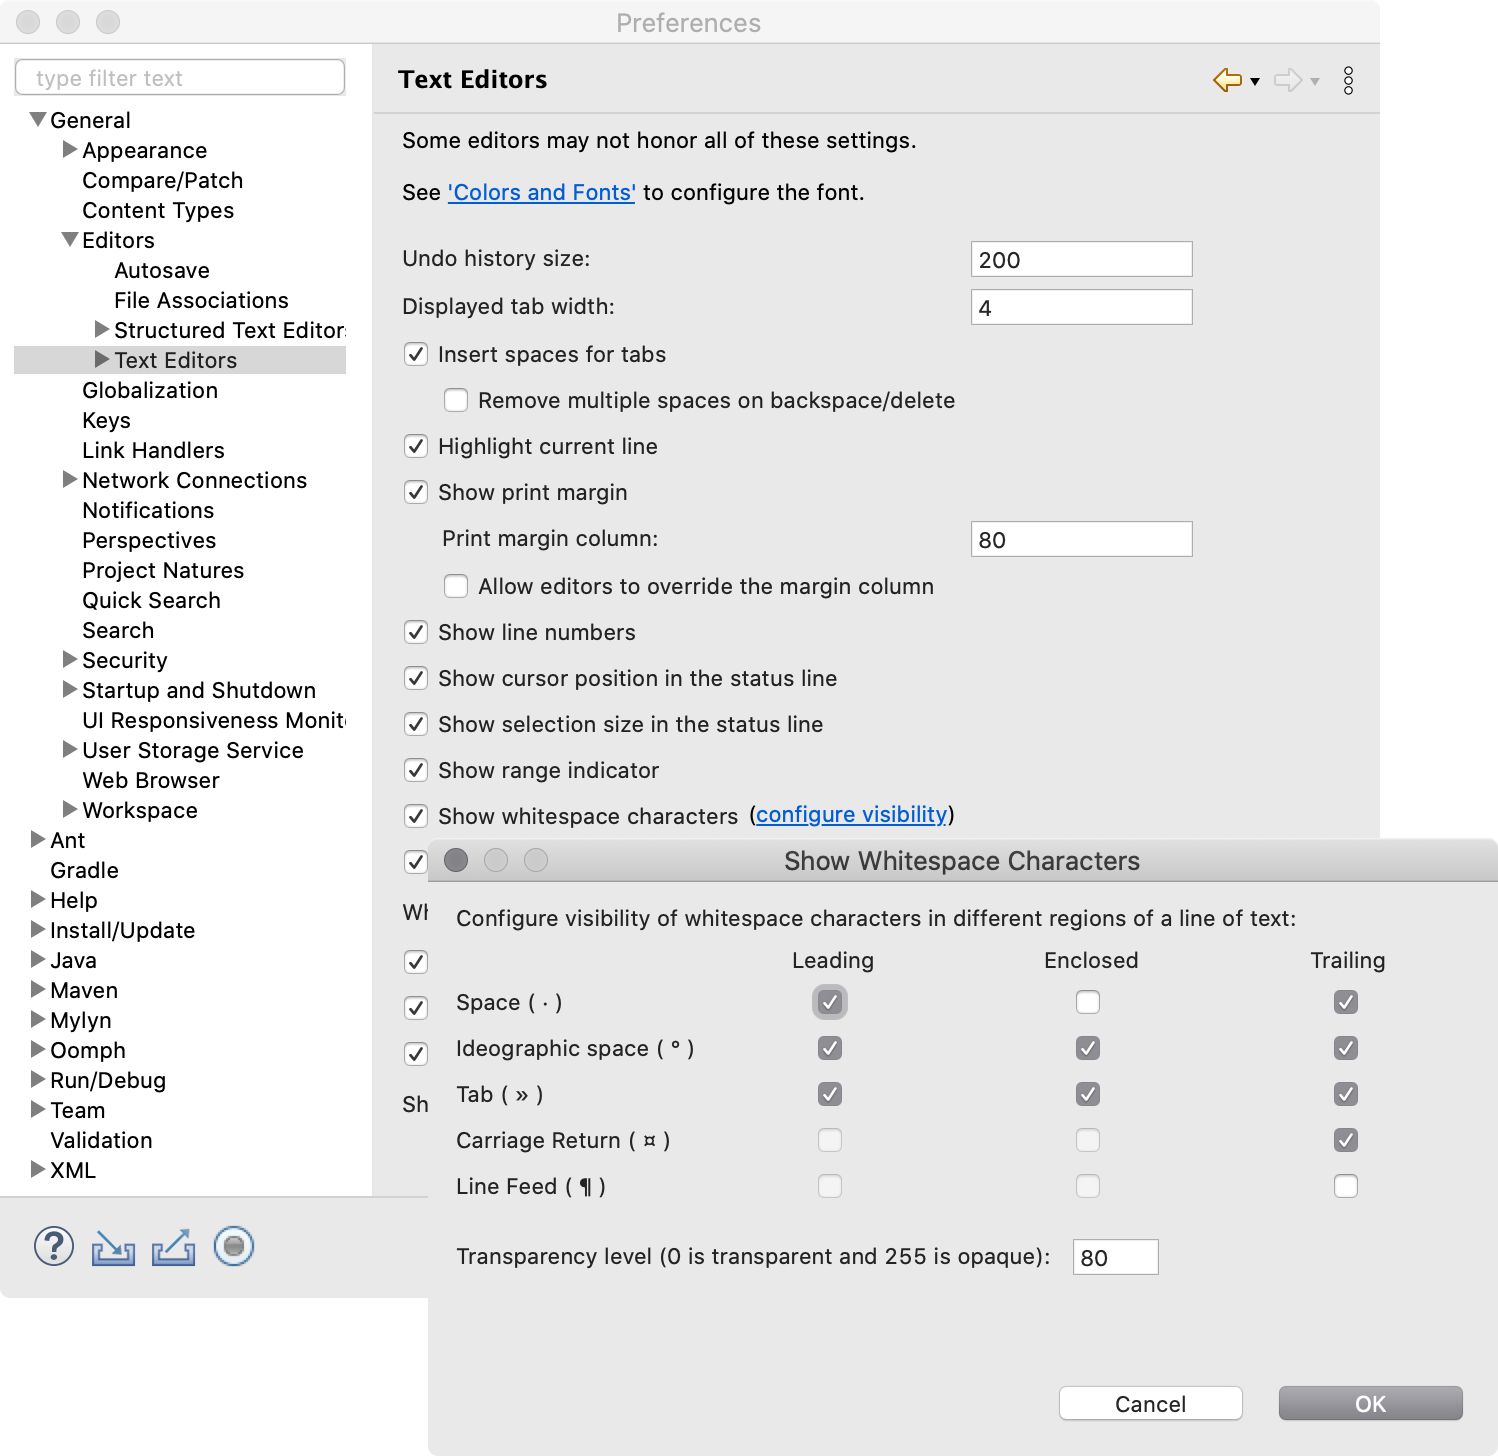 Preferences
type filter text
General
Appearance
Compare/Patch
Content Types
Editors
Autosave
File Associations
Structured Text Editor
Text Editors
Globalization
Keys
Link Handlers
Network Connections
Notifications
Perspectives
Project Natures
Quick Search
Search
Security
Startup and Shutdown
UI Responsiveness Monit
User Storage Service
Web Browser
Workspace
Ant
Gradle
Help
Install/Update
Java
Maven
Mylyn
Oomph
Run/Debug
Team
Validation
XML
Text Editors
Some editors may not honor all of these settings.
See 'Colors and Fonts' to configure the font.
Undo history size: 200
Displayed tab width: 4
Insert spaces for tabs
Remove multiple spaces on backspace/delete
Highlight current line
Show print margin
Print margin column: 80
Allow editors to override the margin column
Show line numbers
Show cursor position in the status line
Show selection size in the status line
Show range indicator
Show whitespace characters (configure visibility)
Sh
Show Whitespace Characters
Configure visibility of whitespace characters in different regions of a line of text:
Leading Enclosed Trailing
Space ( · )
Ideographic space ( ° )
Tab ( » )
Carriage Return ( ¤ )
Line Feed ( ¶ )
Transparency level (0 is transparent and 255 is opaque): 80
Cancel OK